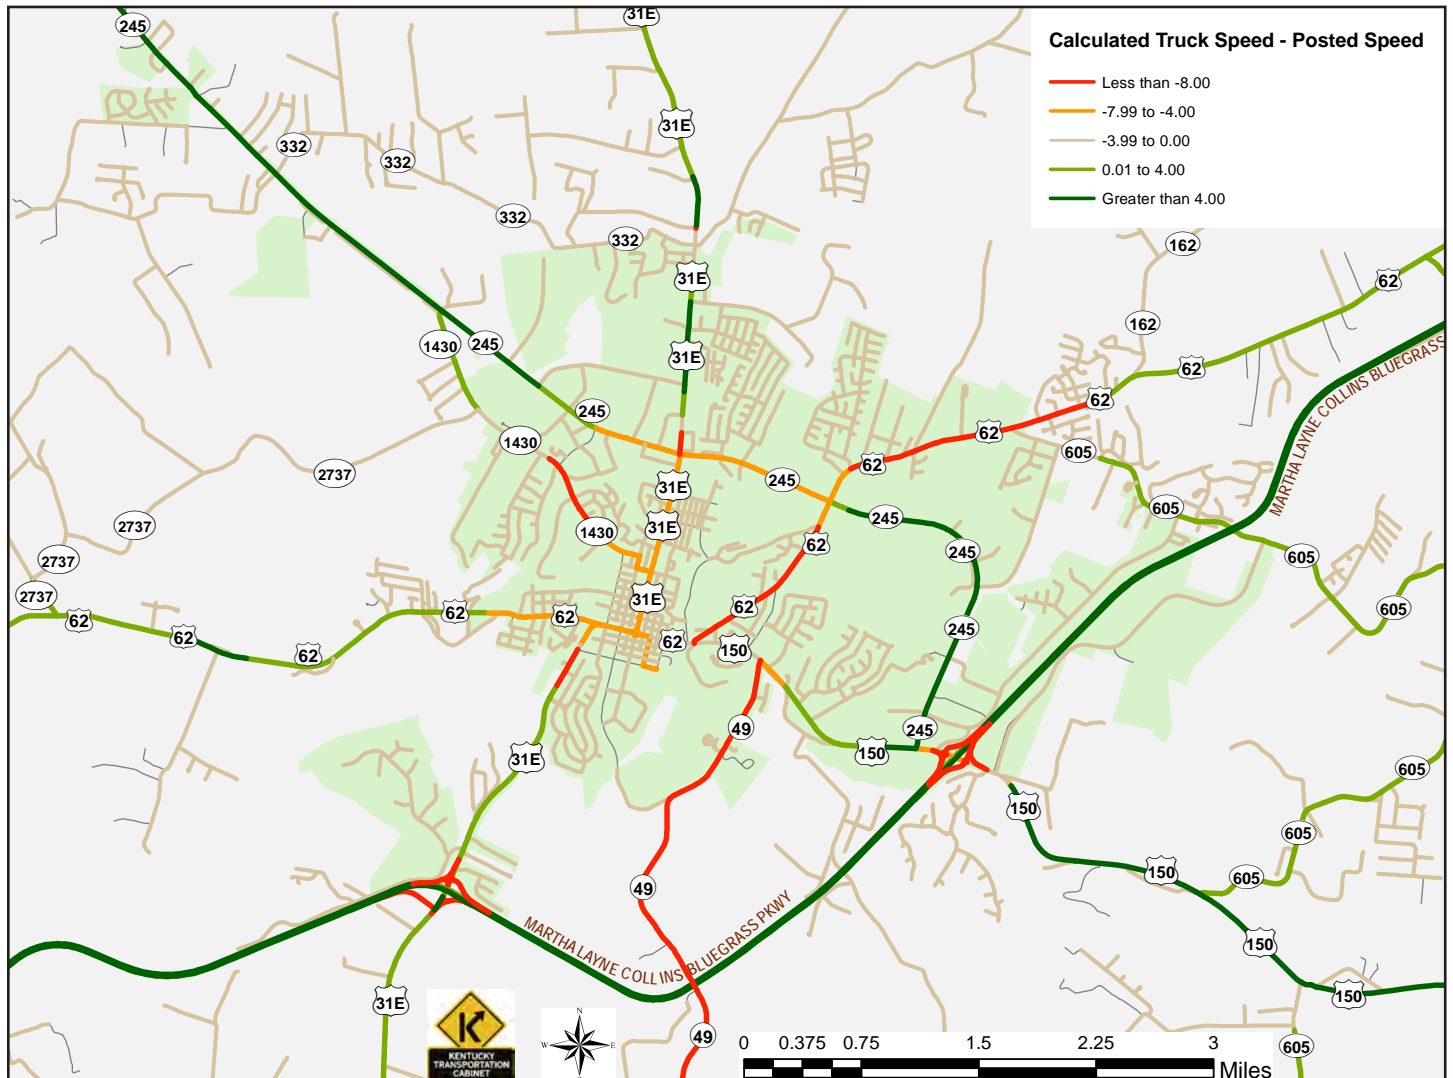 Calculated Truck Speed - Posted Speed
Less than -8.00
-7.99 to -4.00
-3.99 to 0.00
0.01 to 4.00
Greater than 4.00
245
31E
31E
332
332
332
332
162
162
62
31E
1430
245
31E
62
62
245
1430
62
62
605
2737
31E
245
605
2737
31E
1430
245
62
245
605
2737
2737
31E
62
605
62
62
62
62
62
245
62
150
49
245
31E
150
605
150
605
150
605
49
150
150
31E
49
605
MARTHA LAYNE COLLINS BLUEGRASS
MARTHA LAYNE COLLINS BLUEGRASS PKWY
KENTUCKY
TRANSPORTATION
CABINET
N
W E
0 0.375 0.75 1.5 2.25 3
Miles